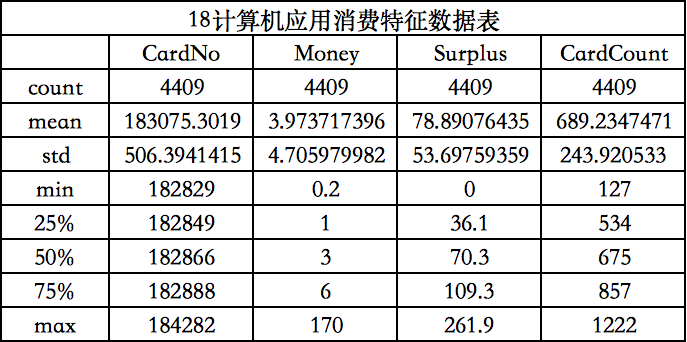 18计算机应用消费特征数据表
CardNo Money Surplus CardCount
count 4409 4409 4409 4409
mean 183075.3019 3.973717396 78.89076435 689.2347471
std 506.3941415 4.705979982 53.69759359 243.920533
min 182829 0.2 0 127
25% 182849 1 36.1 534
50% 182866 3 70.3 675
75% 182888 6 109.3 857
max 184282 170 261.9 1222